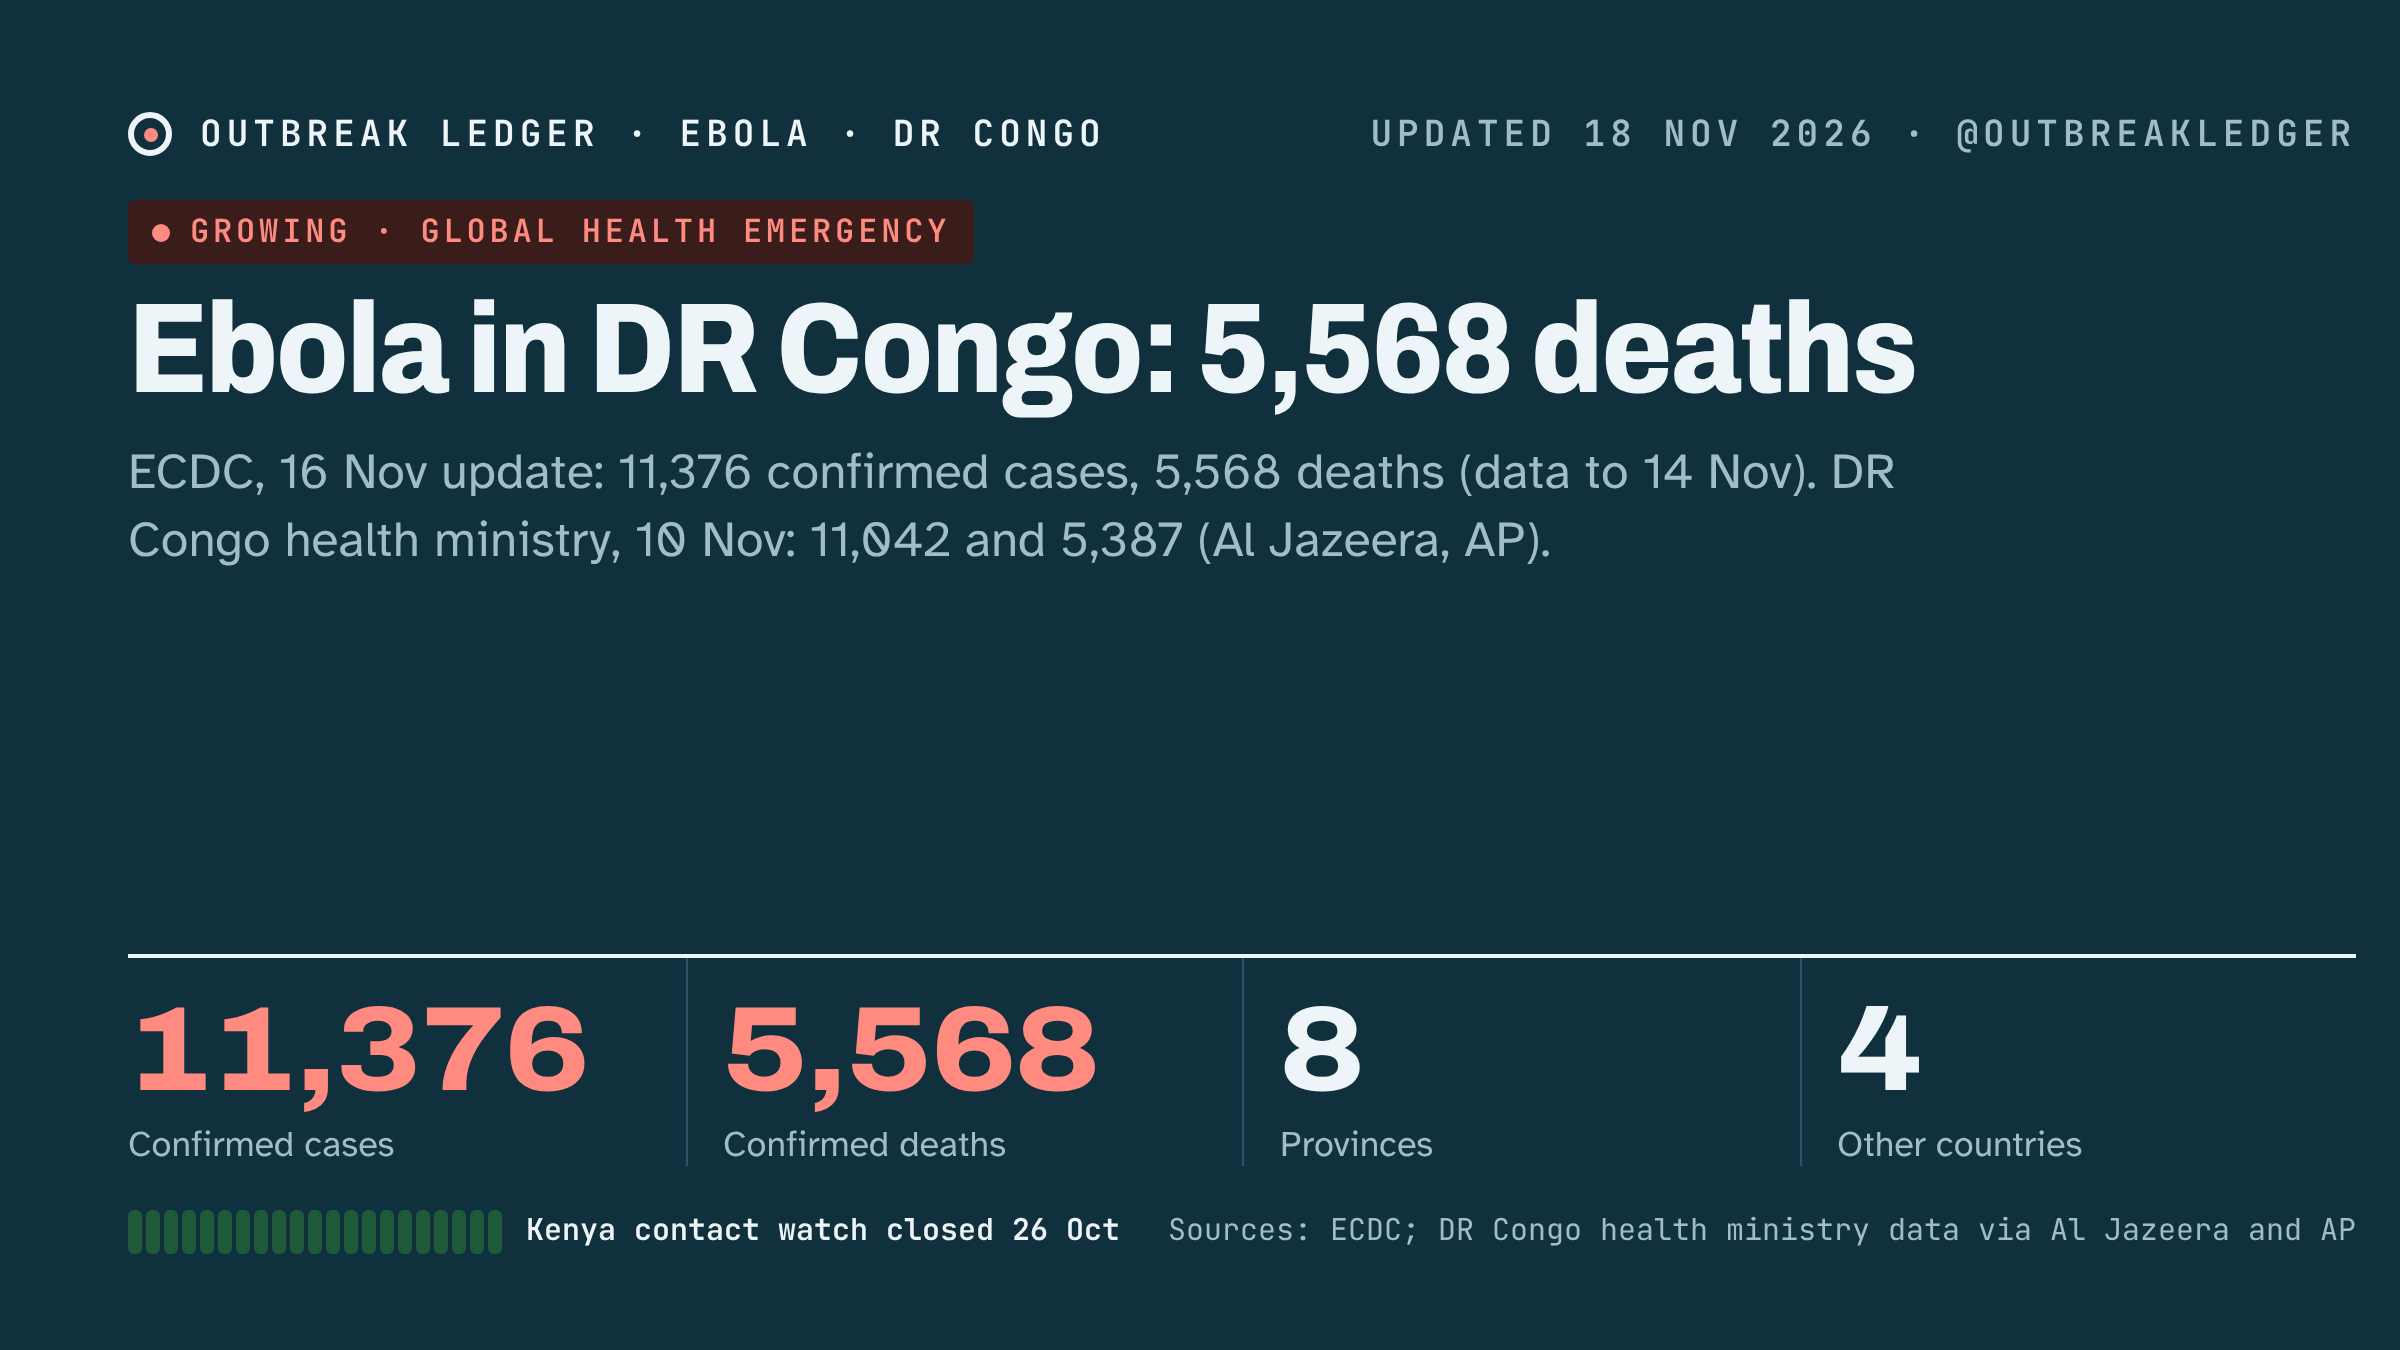 OUTBREAK LEDGER · EBOLA · DR CONGO
UPDATED 18 NOV 2026 · @OUTBREAKLEDGER
GROWING · GLOBAL HEALTH EMERGENCY
Ebola in DR Congo: 5,568 deaths
ECDC, 16 Nov update: 11,376 confirmed cases, 5,568 deaths (data to 14 Nov). DR
Congo health ministry, 10 Nov: 11,042 and 5,387 (Al Jazeera, AP).
11,376
Confirmed cases
5,568
Confirmed deaths
8
Provinces
4
Other countries
Kenya contact watch closed 26 Oct
Sources: ECDC; DR Congo health ministry data via Al Jazeera and AP